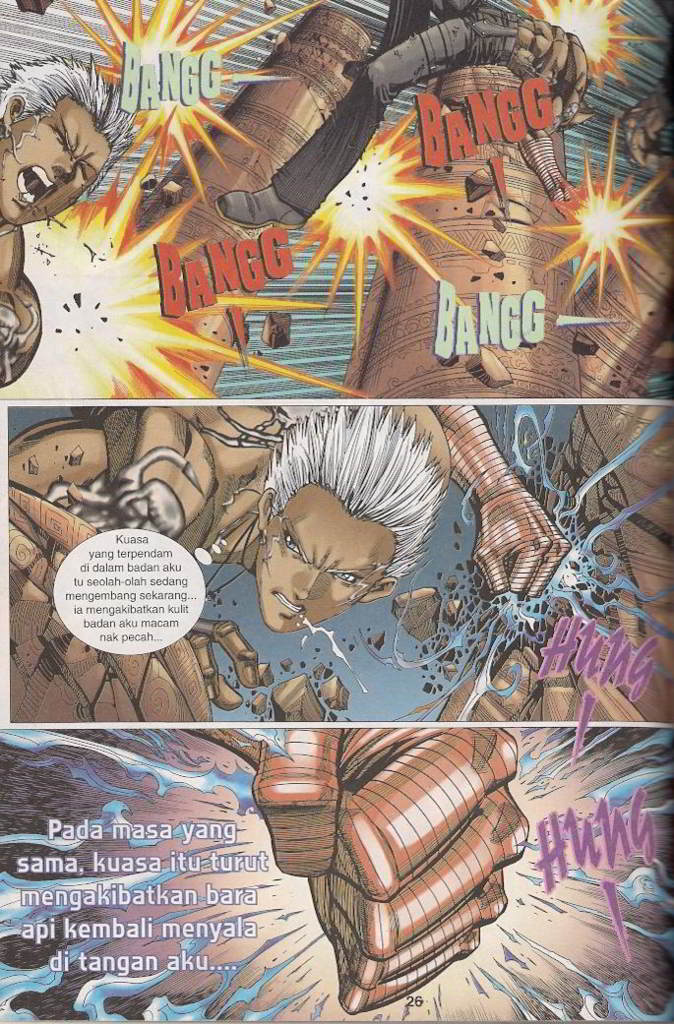 BANGG
BANGG
!
BANGG
!
BANGG
Kuasa
yang terpendam
di dalam badan aku
tu seolah-olah sedang
mengembang sekarang...
ia mengakibatkan kulit
badan aku macam
nak pecah...
HUNG
!
Pada masa yang
sama, kuasa itu turut
mengakibatkan bara
api kembali menyala
di tangan aku....
HUNG
!
26